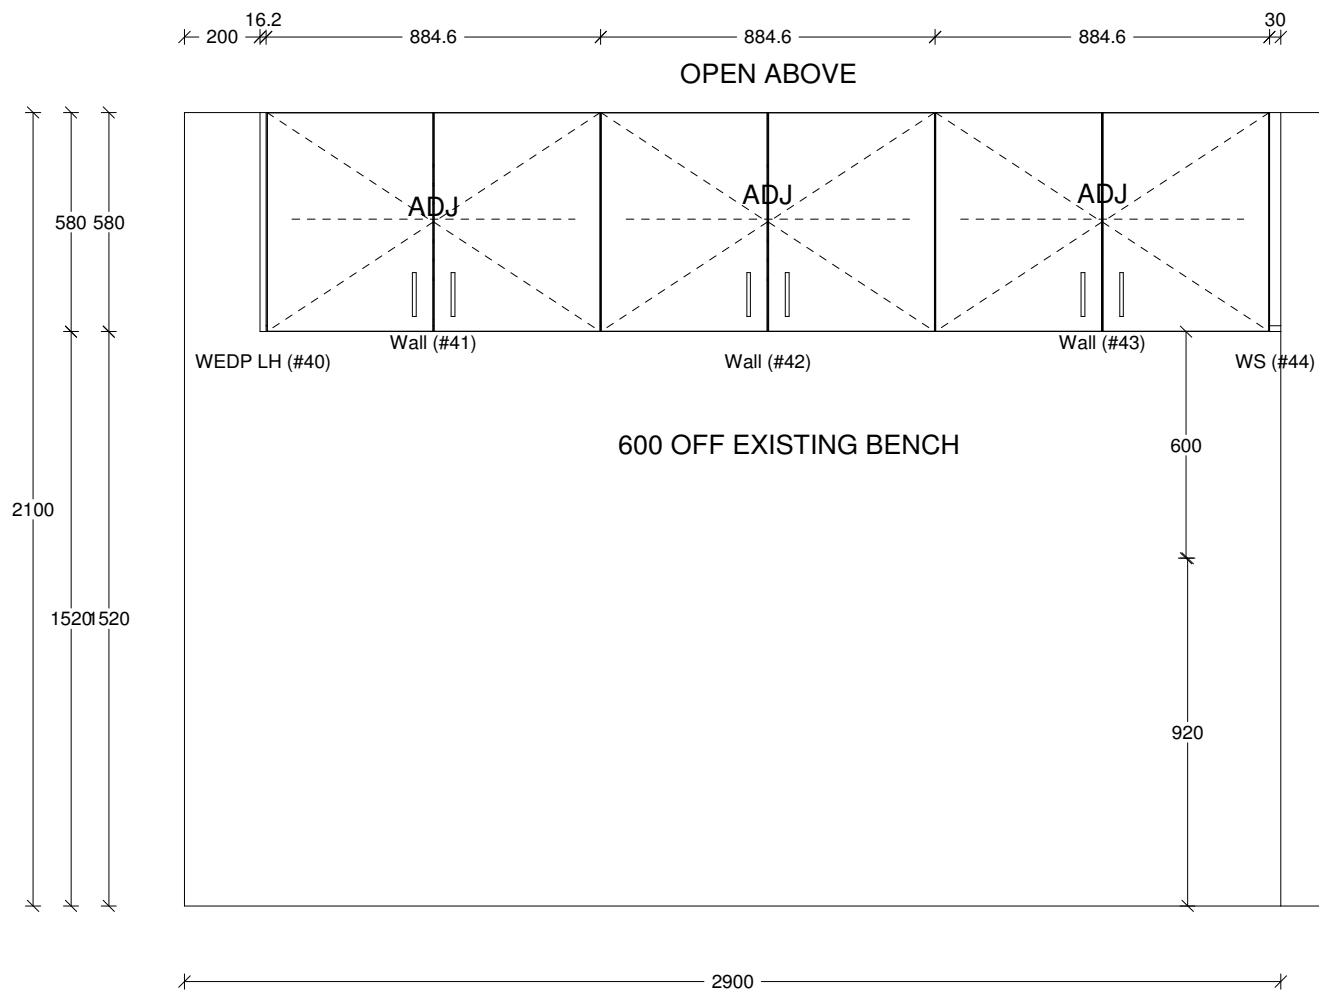 16.2 30
200 884.6 884.6 884.6
OPEN ABOVE
ADJ ADJ ADJ
580 580
Wall (#41) Wall (#43)
WEDP LH (#40) Wall (#42) WS (#44)
600 OFF EXISTING BENCH 600
2100
1520 1520
920
2900